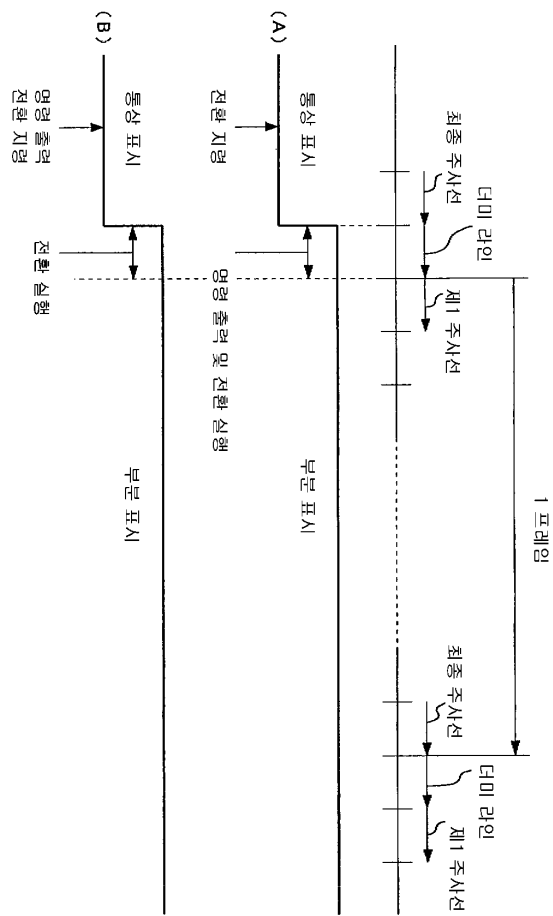 1 프레임
최종 주사선
더미 라인
제1 주사선
최종 주사선
더미 라인
제1 주사선
(A)
통상 표시
부분 표시
전환 지령
명령 출력 및 전환 실행
(B)
통상 표시
부분 표시
명령 출력
전환 지령
전환 실행